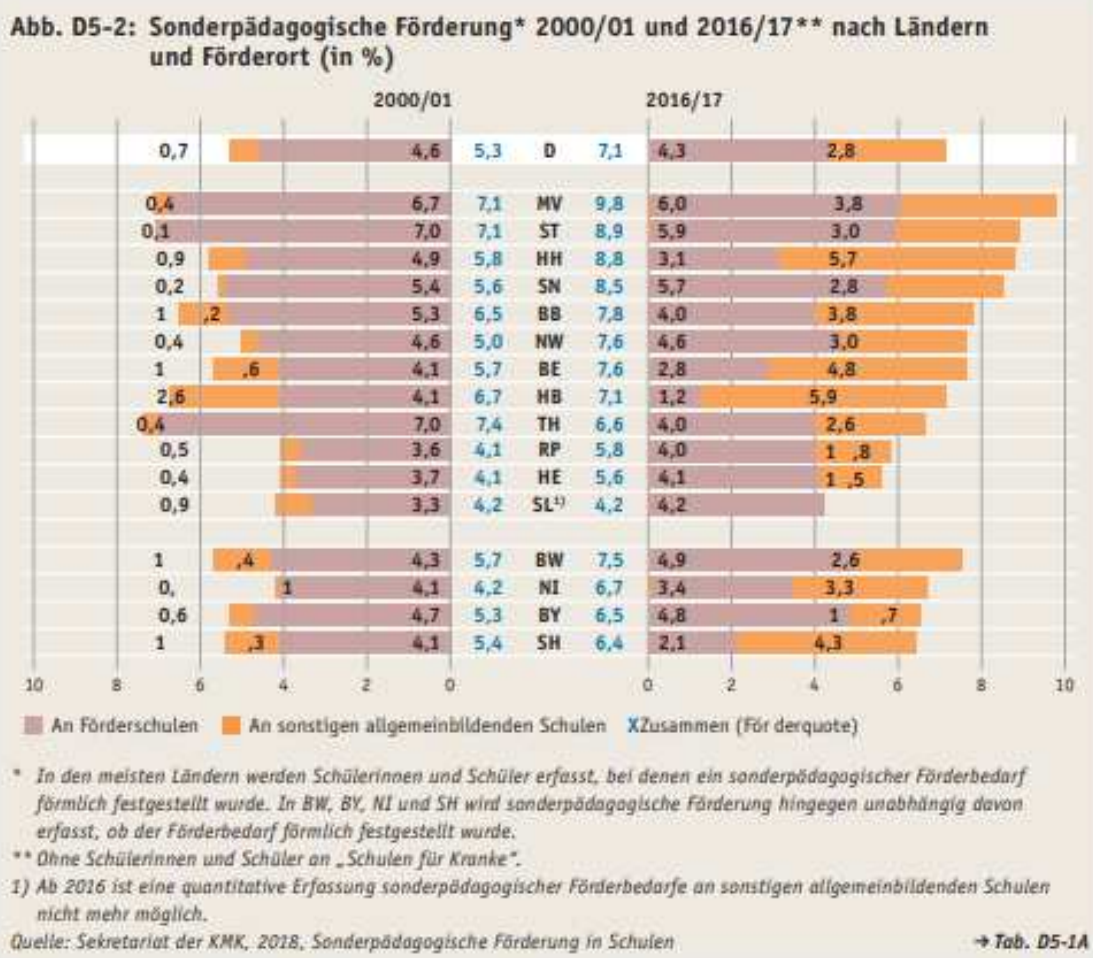 Abb. D5-2: Sonderpädagogische Förderung* 2000/01 und 2016/17** nach Ländern
und Förderort (in %)
2000/01 2016/17
0,7 4,6 5,3 D 7,1 4,3 2,8
0,4 6,7 7,1 MV 9,8 6,0 3,8
0,1 7,0 7,1 ST 8,9 5,9 3,0
0,9 4,9 5,8 HH 8,8 3,1 5,7
0,2 5,4 5,6 SN 8,5 5,7 2,8
1 ,2 5,3 6,5 BB 7,8 4,0 3,8
0,4 4,6 5,0 NW 7,6 4,6 3,0
1 ,6 4,1 5,7 BE 7,6 2,8 4,8
2,6 4,1 6,7 HB 7,1 1,2 5,9
0,4 7,0 7,4 TH 6,6 4,0 2,6
0,5 3,6 4,1 RP 5,8 4,0 1 ,8
0,4 3,7 4,1 HE 5,6 4,1 1 ,5
0,9 3,3 4,2 SL¹⁾ 4,2 4,2
1 ,4 4,3 5,7 BW 7,5 4,9 2,6
0, 1 4,1 4,2 NI 6,7 3,4 3,3
0,6 4,7 5,3 BY 6,5 4,8 1 ,7
1 ,3 4,1 5,4 SH 6,4 2,1 4,3
10 8 6 4 2 0 0 2 4 6 8 10
An Förderschulen An sonstigen allgemeinbildenden Schulen XZusammen (För derquote)
* In den meisten Ländern werden Schülerinnen und Schüler erfasst, bei denen ein sonderpädagogischer Förderbedarf
förmlich festgestellt wurde. In BW, BY, NI und SH wird sonderpädagogische Förderung hingegen unabhängig davon
erfasst, ob der Förderbedarf förmlich festgestellt wurde.
** Ohne Schülerinnen und Schüler an „Schulen für Kranke“.
1) Ab 2016 ist eine quantitative Erfassung sonderpädagogischer Förderbedarfe an sonstigen allgemeinbildenden Schulen
nicht mehr möglich.
Quelle: Sekretariat der KMK, 2018, Sonderpädagogische Förderung in Schulen → Tab. D5-1A